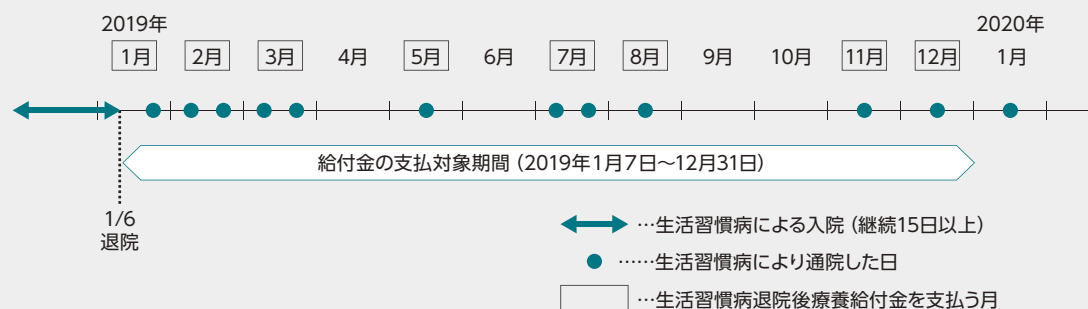 2019年
2020年
1月 2月 3月 4月 5月 6月 7月 8月 9月 10月 11月 12月 1月
給付金の支払対象期間（2019年1月7日～12月31日）
1/6
退院
…生活習慣病による入院（継続15日以上）
……生活習慣病により通院した日
…生活習慣病退院後療養給付金を支払う月